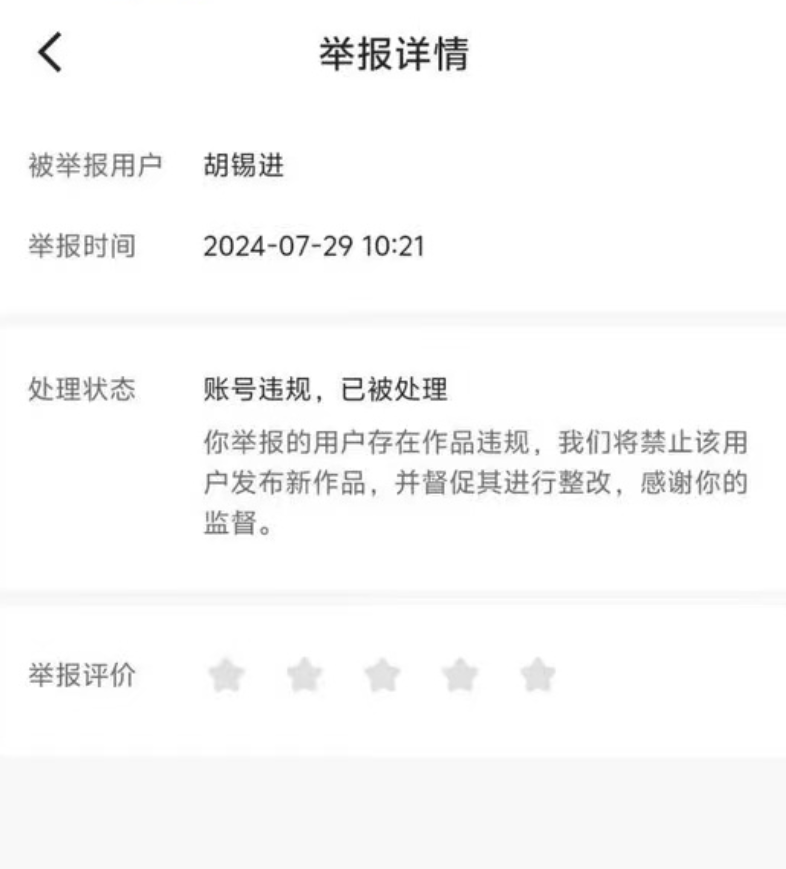 举报详情
被举报用户 胡锡进
举报时间 2024-07-29 10:21
处理状态 账号违规，已被处理
你举报的用户存在作品违规，我们将禁止该用
户发布新作品，并督促其进行整改，感谢你的
监督。
举报评价